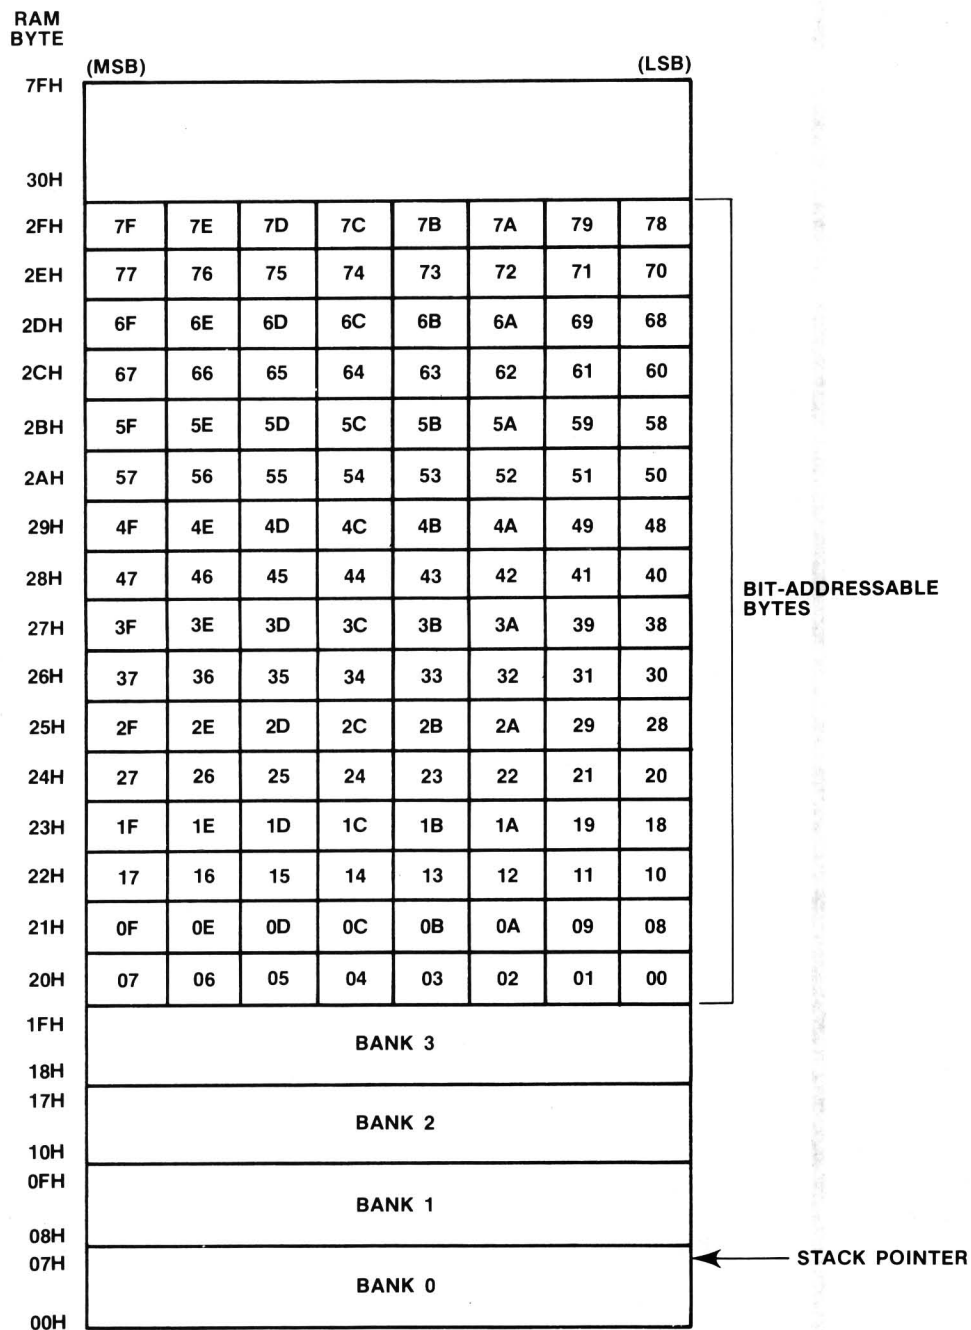 RAM
BYTE
(MSB) (LSB)
7FH
30H
2FH 7F 7E 7D 7C 7B 7A 79 78
2EH 77 76 75 74 73 72 71 70
2DH 6F 6E 6D 6C 6B 6A 69 68
2CH 67 66 65 64 63 62 61 60
2BH 5F 5E 5D 5C 5B 5A 59 58
2AH 57 56 55 54 53 52 51 50
29H 4F 4E 4D 4C 4B 4A 49 48
28H 47 46 45 44 43 42 41 40
BIT-ADDRESSABLE
BYTES
27H 3F 3E 3D 3C 3B 3A 39 38
26H 37 36 35 34 33 32 31 30
25H 2F 2E 2D 2C 2B 2A 29 28
24H 27 26 25 24 23 22 21 20
23H 1F 1E 1D 1C 1B 1A 19 18
22H 17 16 15 14 13 12 11 10
21H 0F 0E 0D 0C 0B 0A 09 08
20H 07 06 05 04 03 02 01 00
1FH
BANK 3
18H
17H
BANK 2
10H
0FH
BANK 1
08H
07H
STACK POINTER
BANK 0
00H